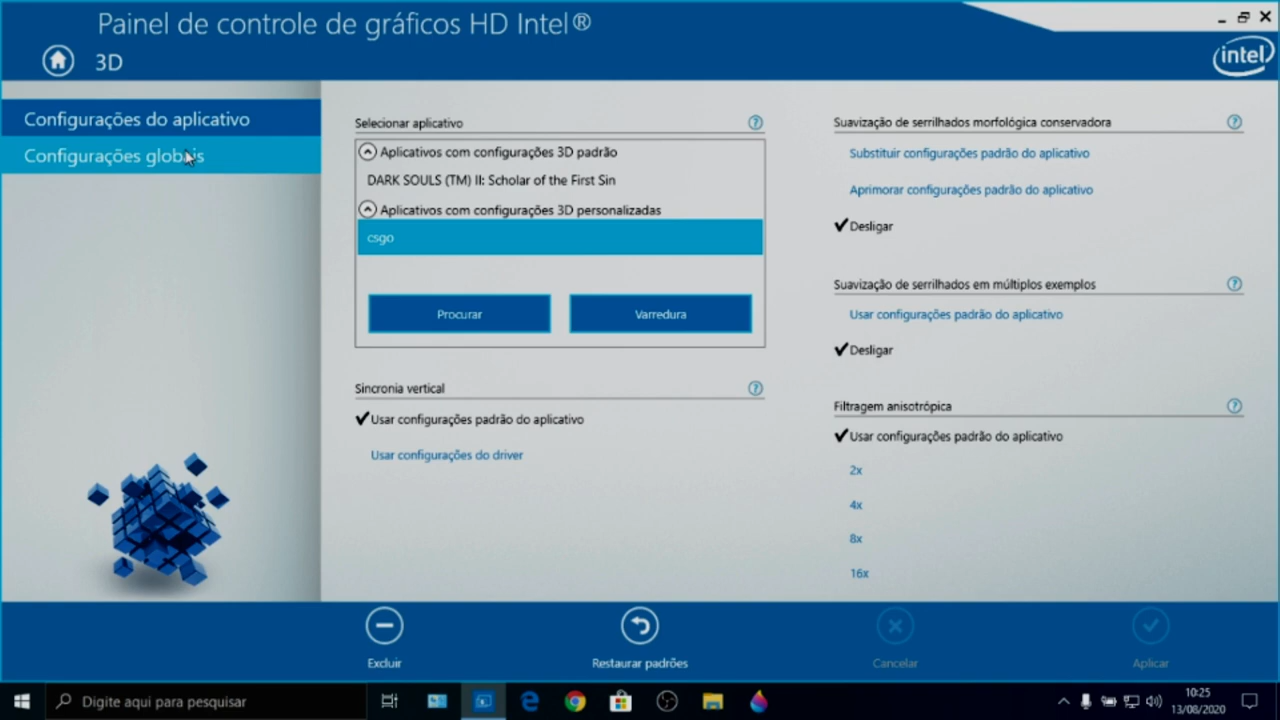 Painel de controle de gráficos HD Intel®
3D
intel
Configurações do aplicativo
Configurações globais
Selecionar aplicativo
Aplicativos com configurações 3D padrão
DARK SOULS (TM) II: Scholar of the First Sin
Aplicativos com configurações 3D personalizadas
csgo
Procurar
Varredura
Sincronia vertical
Usar configurações padrão do aplicativo
Usar configurações do driver
Suavização de serrilhados morfológica conservadora
Substituir configurações padrão do aplicativo
Aprimorar configurações padrão do aplicativo
Desligar
Suavização de serrilhados em múltiplos exemplos
Usar configurações padrão do aplicativo
Desligar
Filtragem anisotrópica
Usar configurações padrão do aplicativo
2x
4x
8x
16x
Excluir
Restaurar padrões
Cancelar
Aplicar
Digite aqui para pesquisar
10:25
13/08/2020